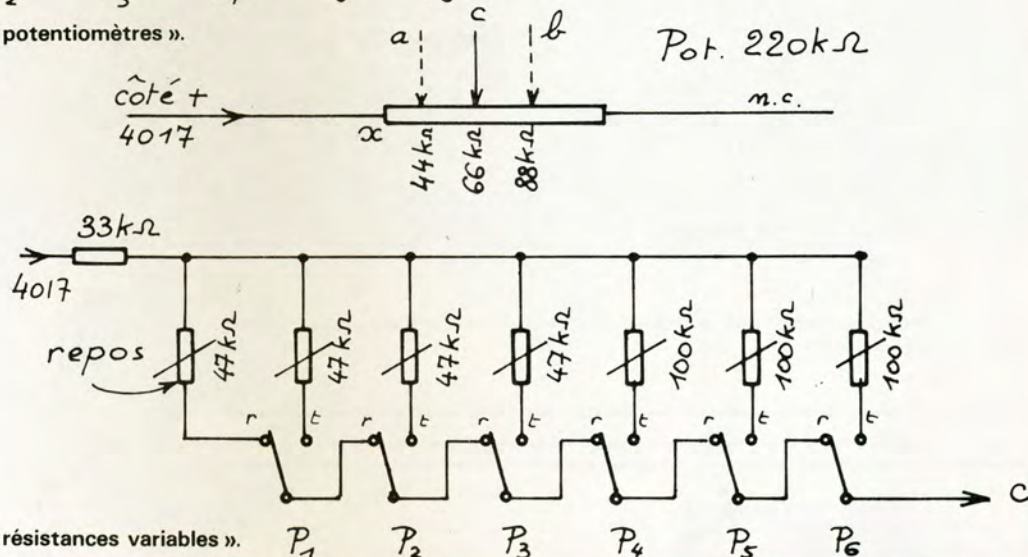 potentiomètres ».
a c b
Pot. 220kΩ
côté +
4017
n.c.
x
44kΩ 66kΩ 88kΩ
33kΩ
4017
repos
47kΩ 47kΩ 47kΩ 47kΩ 100kΩ 100kΩ 100kΩ
r t r t r t r t r t r t
C
résistances variables ».
P1 P2 P3 P4 P5 P6